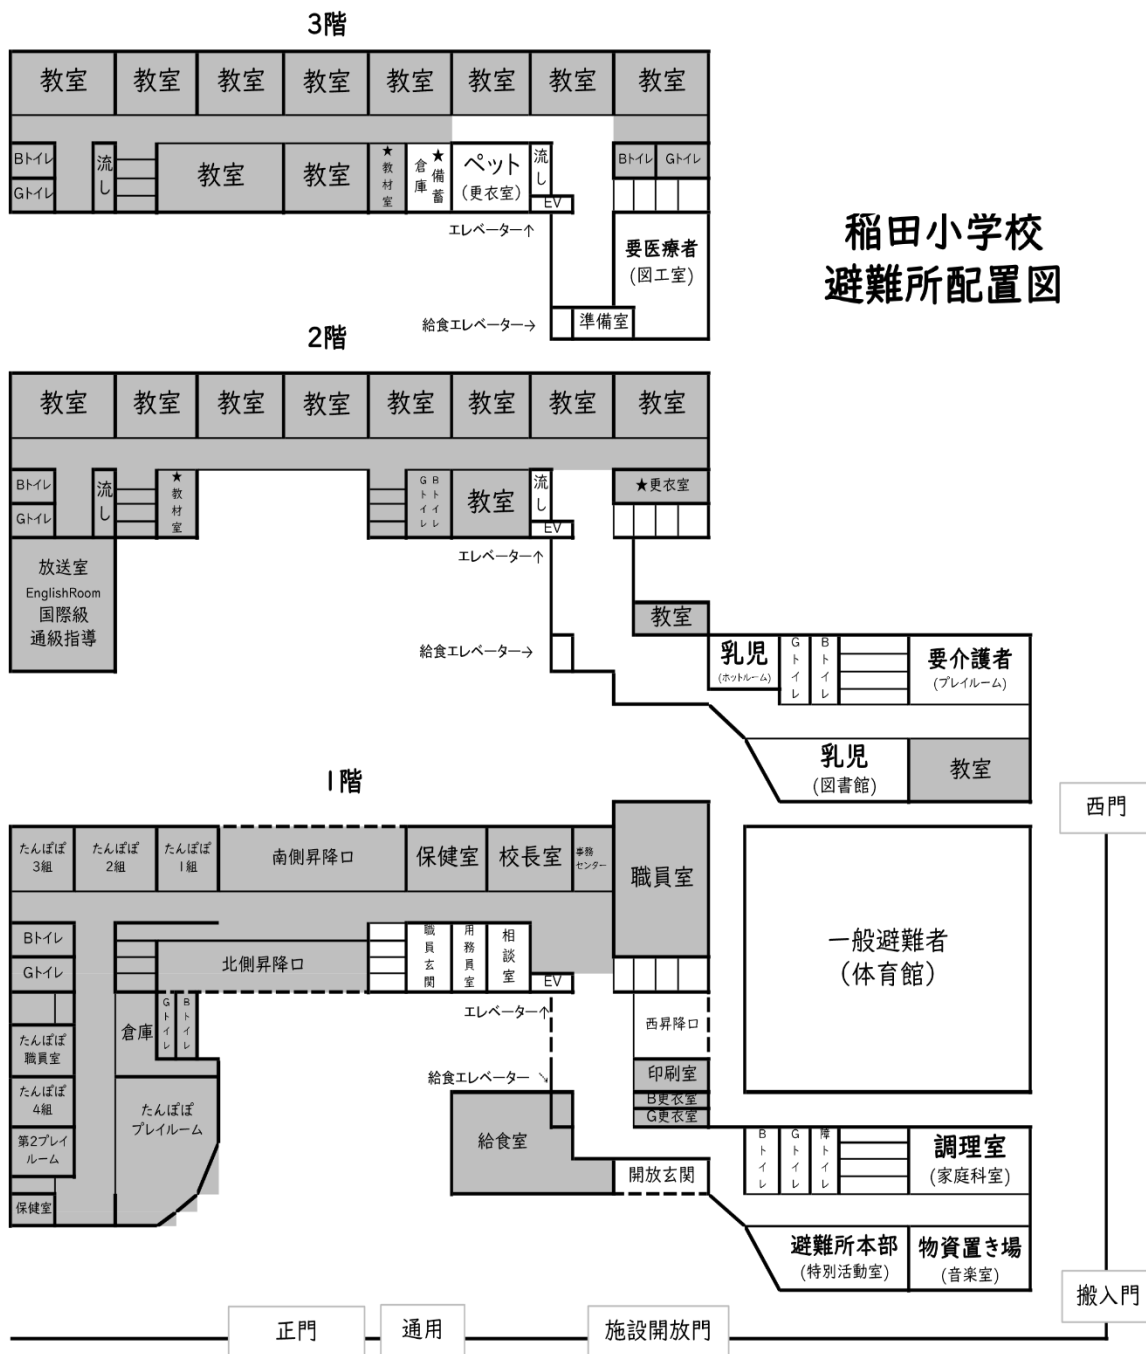 3階
教室 教室 教室 教室 教室 教室 教室 教室
Bトイレ
Gトイレ
流し
教室
教室
★教材室
★備蓄倉庫
ペット
(更衣室)
流し
EV
Bトイレ Gトイレ
エレベーター↑
要医療者
(図工室)
給食エレベーター→
準備室
稲田小学校
避難所配置図
2階
教室 教室 教室 教室 教室 教室 教室 教室
Bトイレ
Gトイレ
流し
★教材室
Gトイレ
Bトイレ
教室
流し
EV
★更衣室
エレベーター↑
放送室
EnglishRoom
国際級
通級指導
教室
給食エレベーター→
乳児
(ホットルーム)
Gトイレ
Bトイレ
要介護者
(プレイルーム)
乳児
(図書館)
教室
1階
たんぽぽ
3組
たんぽぽ
2組
たんぽぽ
1組
南側昇降口
保健室
校長室
事務
センター
職員室
Bトイレ
Gトイレ
北側昇降口
職員玄関
用務員室
相談室
EV
エレベーター↑
西昇降口
倉庫
Gトイレ
Bトイレ
たんぽぽ
職員室
たんぽぽ
4組
第2プレイ
ルーム
保健室
たんぽぽ
プレイルーム
給食エレベーター ↘
給食室
印刷室
B更衣室
G更衣室
開放玄関
Bトイレ
Gトイレ
障トイレ
調理室
(家庭科室)
避難所本部
(特別活動室)
物資置き場
(音楽室)
一般避難者
(体育館)
西門
搬入門
正門
通用
施設開放門